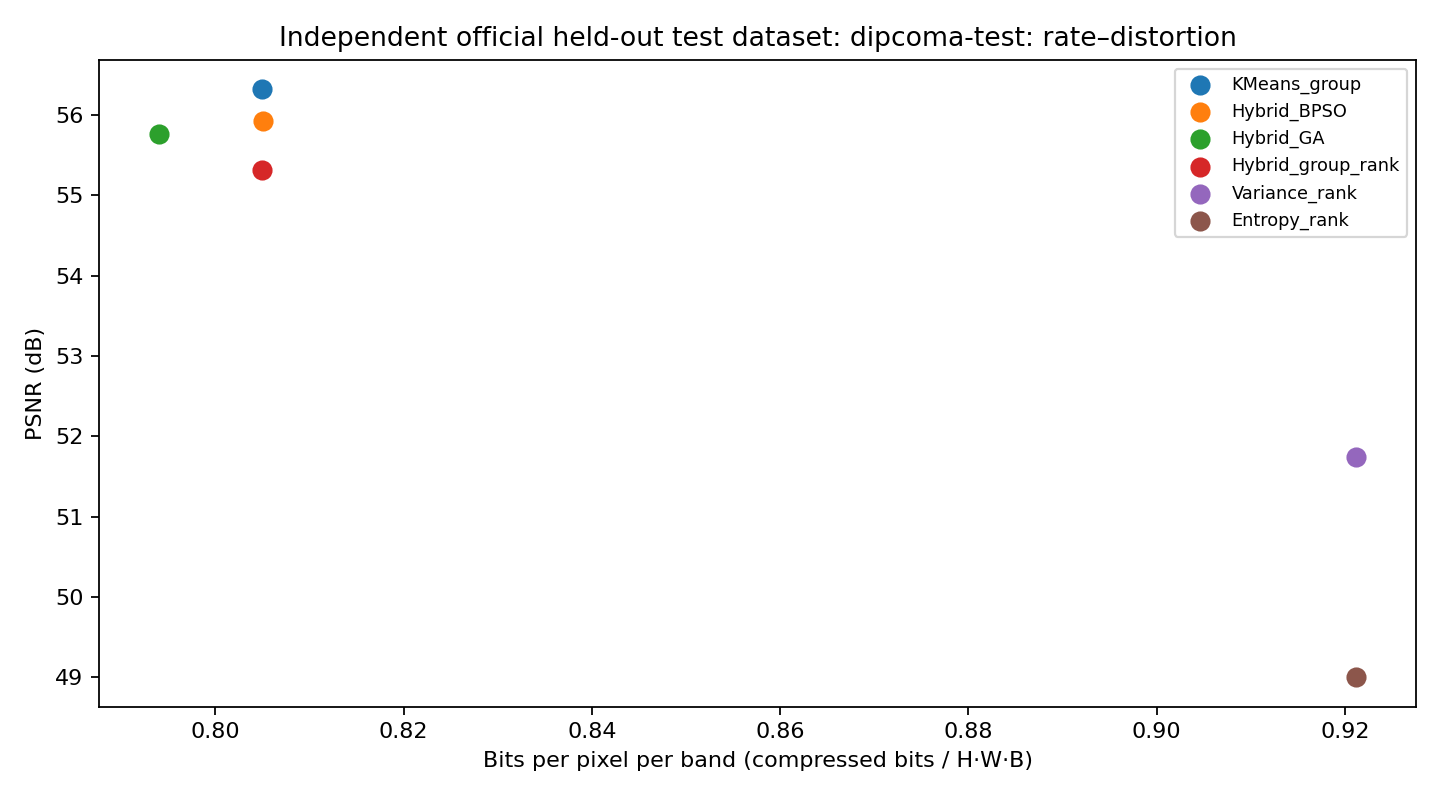 Independent official held-out test dataset: dipcoma-test: rate–distortion
KMeans_group
Hybrid_BPSO
Hybrid_GA
Hybrid_group_rank
Variance_rank
Entropy_rank
PSNR (dB)
56
55
54
53
52
51
50
49
0.80 0.82 0.84 0.86 0.88 0.90 0.92
Bits per pixel per band (compressed bits / H·W·B)